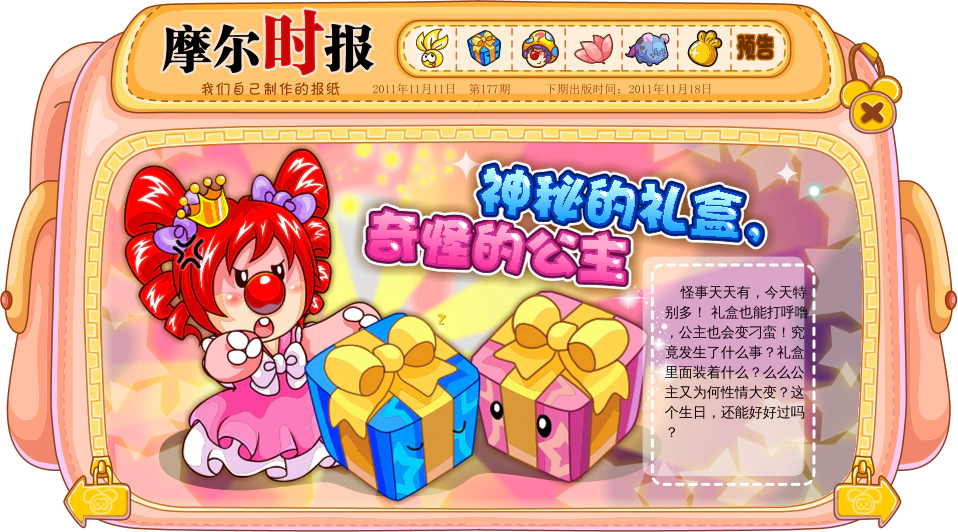 摩尔时报
预告
我们自己制作的报纸 2011年11月11日 第177期 下期出版时间：2011年11月18日
神秘的礼盒，
奇怪的公主
怪事天天有，今天特
别多！ 礼盒也能打呼噜
，公主也会变刁蛮！究
竟发生了什么事？礼盒
里面装着什么？么么公
主又为何性情大变？这
个生日，还能好好过吗
？
z